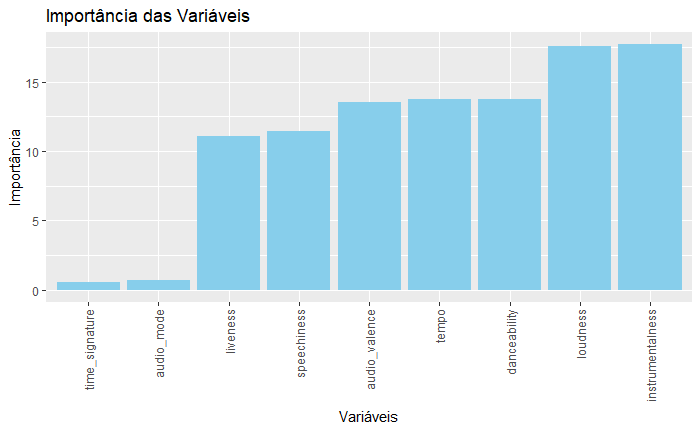 Importância das Variáveis
Importância
15
10
5
0
time_signature
audio_mode
liveness
speechiness
audio_valence
tempo
danceability
loudness
instrumentalness
Variáveis